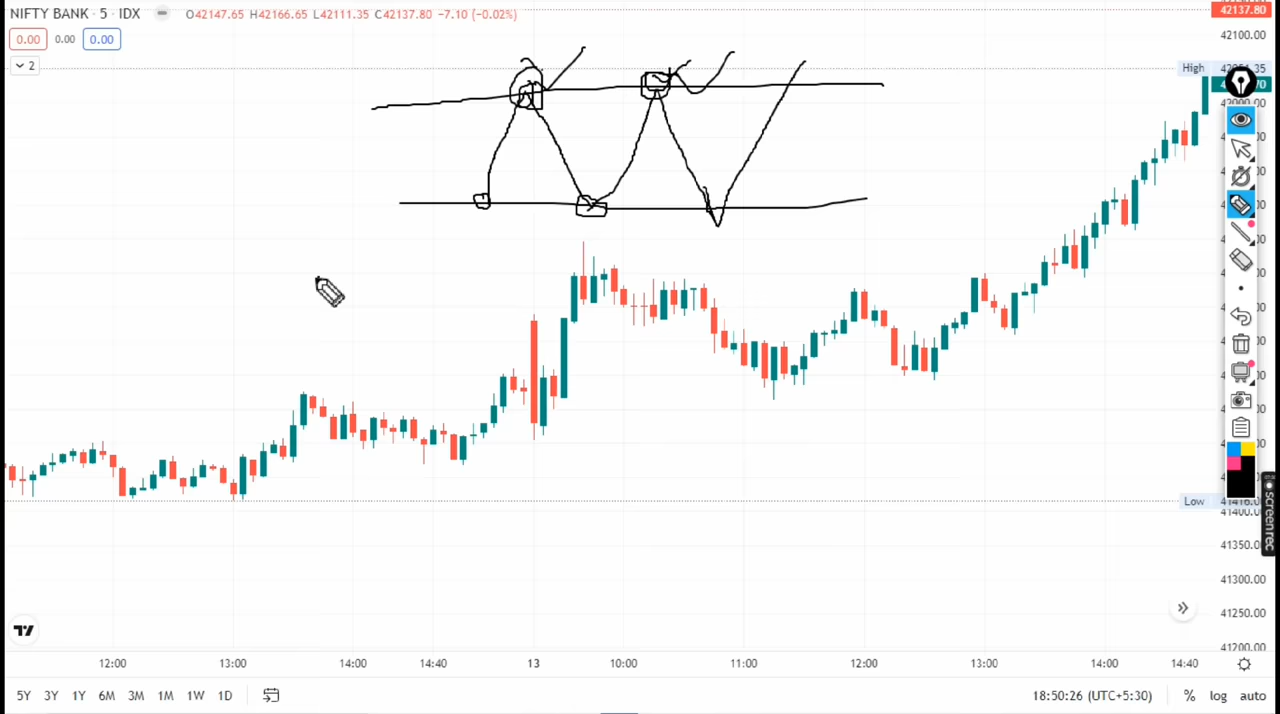 NIFTY BANK · 5 · IDX O42147.65 H42166.65 L42111.35 C42137.80 -7.10 (-0.02%)
42137.80
0.00 0.00 0.00
42100.00
2
High
42000.00
Low
41400.00
41350.00
41300.00
41250.00
41200.00
12:00 13:00 14:00 14:40 13 10:00 11:00 12:00 13:00 14:00 14:40
5Y 3Y 1Y 6M 3M 1M 1W 1D 18:50:26 (UTC+5:30) % log auto
screenrec